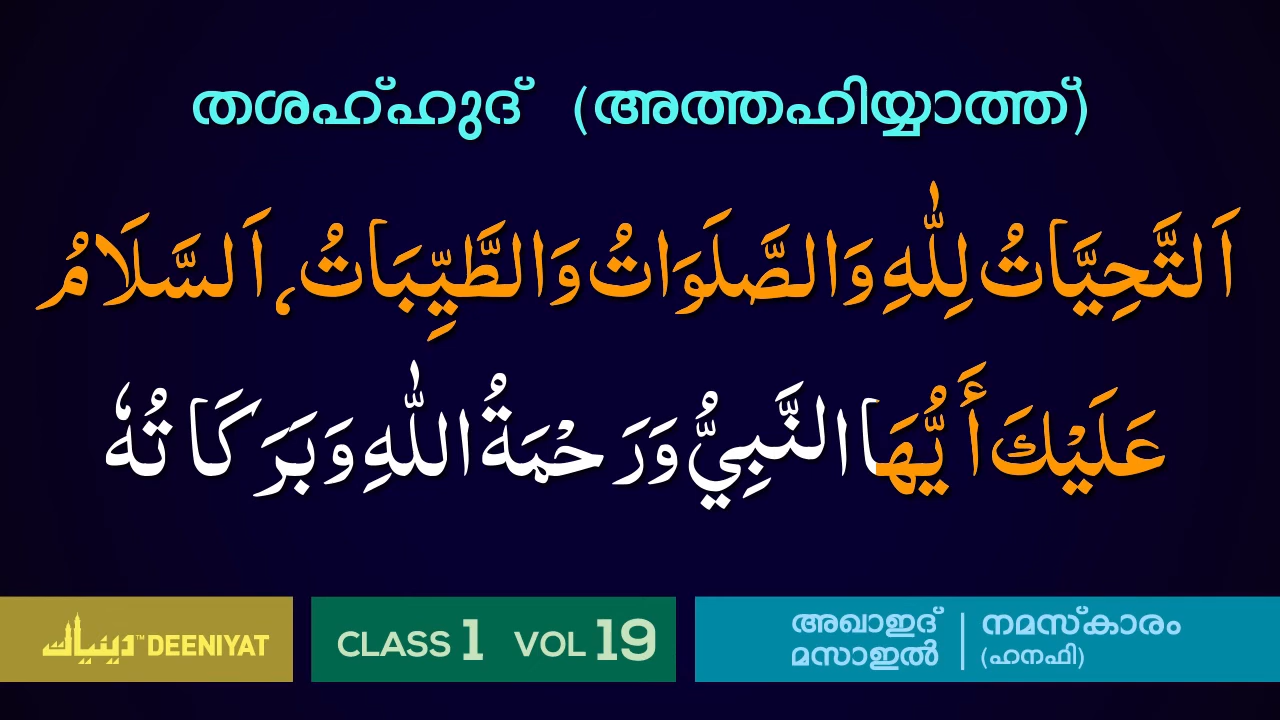 തശഹ്ഹുദ് (അത്തഹിയ്യാത്ത്)
اَلتَّحِيَّاتُ لِلّٰهِ وَالصَّلَوَاتُ وَالطَّيِّبَاتُ، اَلسَّلَامُ
عَلَيْكَ أَيُّهَا النَّبِيُّ وَرَحْمَةُ اللّٰهِ وَبَرَكَاتُهٗ
دینیات™ DEENIYAT
CLASS 1 VOL 19
അഖാഇദ്
മസാഇൽ
നമസ്കാരം
(ഹനഫി)